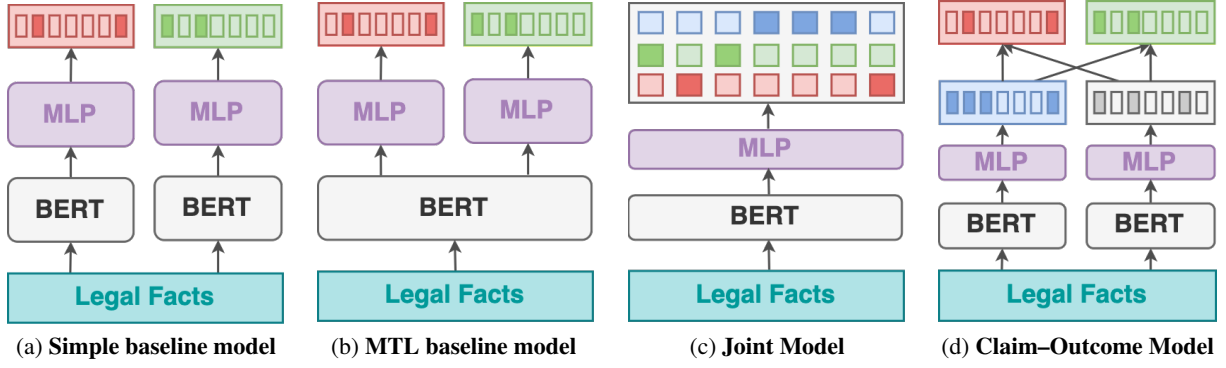 MLP
MLP
BERT
BERT
Legal Facts
(a) Simple baseline model
MLP
MLP
BERT
Legal Facts
(b) MTL baseline model
MLP
BERT
Legal Facts
(c) Joint Model
MLP
MLP
BERT
BERT
Legal Facts
(d) Claim–Outcome Model